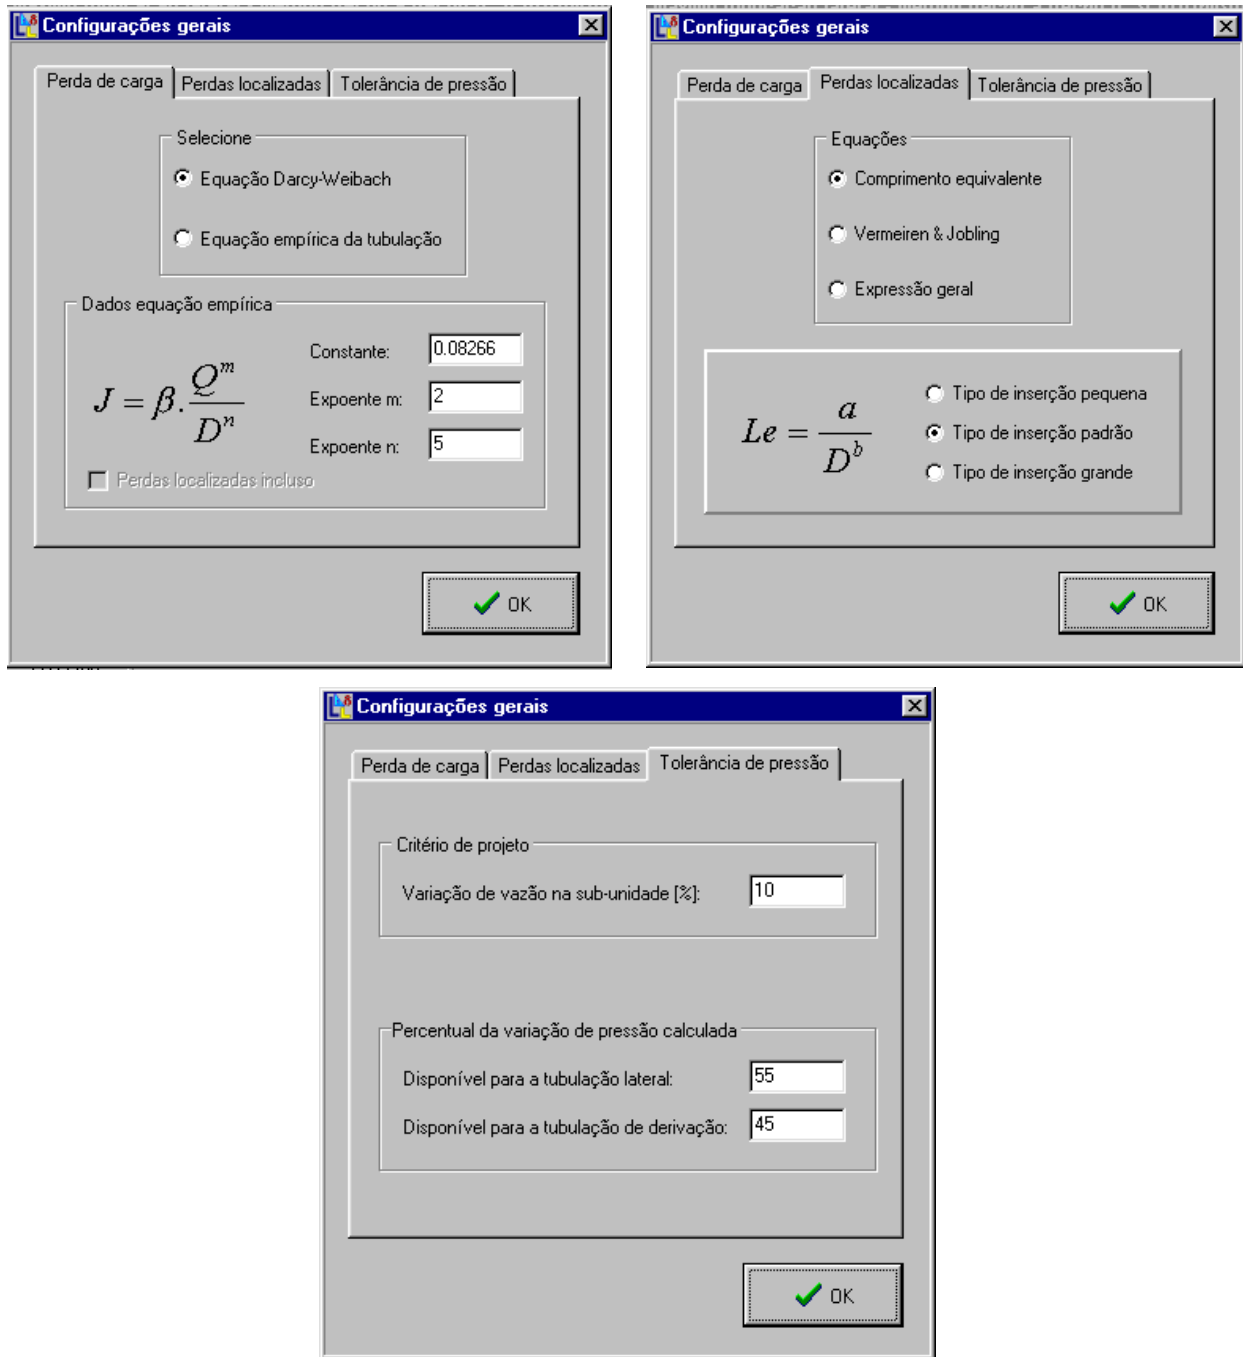 Configurações gerais
Perda de carga Perdas localizadas Tolerância de pressão
Selecione
Equação Darcy-Weibach
Equação empírica da tubulação
Dados equação empírica
J = β. Q^m / D^n
Constante: 0.08266
Expoente m: 2
Expoente n: 5
Perdas localizadas incluso
OK
Configurações gerais
Perda de carga Perdas localizadas Tolerância de pressão
Equações
Comprimento equivalente
Vermeiren & Jobling
Expressão geral
Le = a / D^b
Tipo de inserção pequena
Tipo de inserção padrão
Tipo de inserção grande
OK
Configurações gerais
Perda de carga Perdas localizadas Tolerância de pressão
Critério de projeto
Variação de vazão na sub-unidade [%]: 10
Percentual da variação de pressão calculada
Disponível para a tubulação lateral: 55
Disponível para a tubulação de derivação: 45
OK